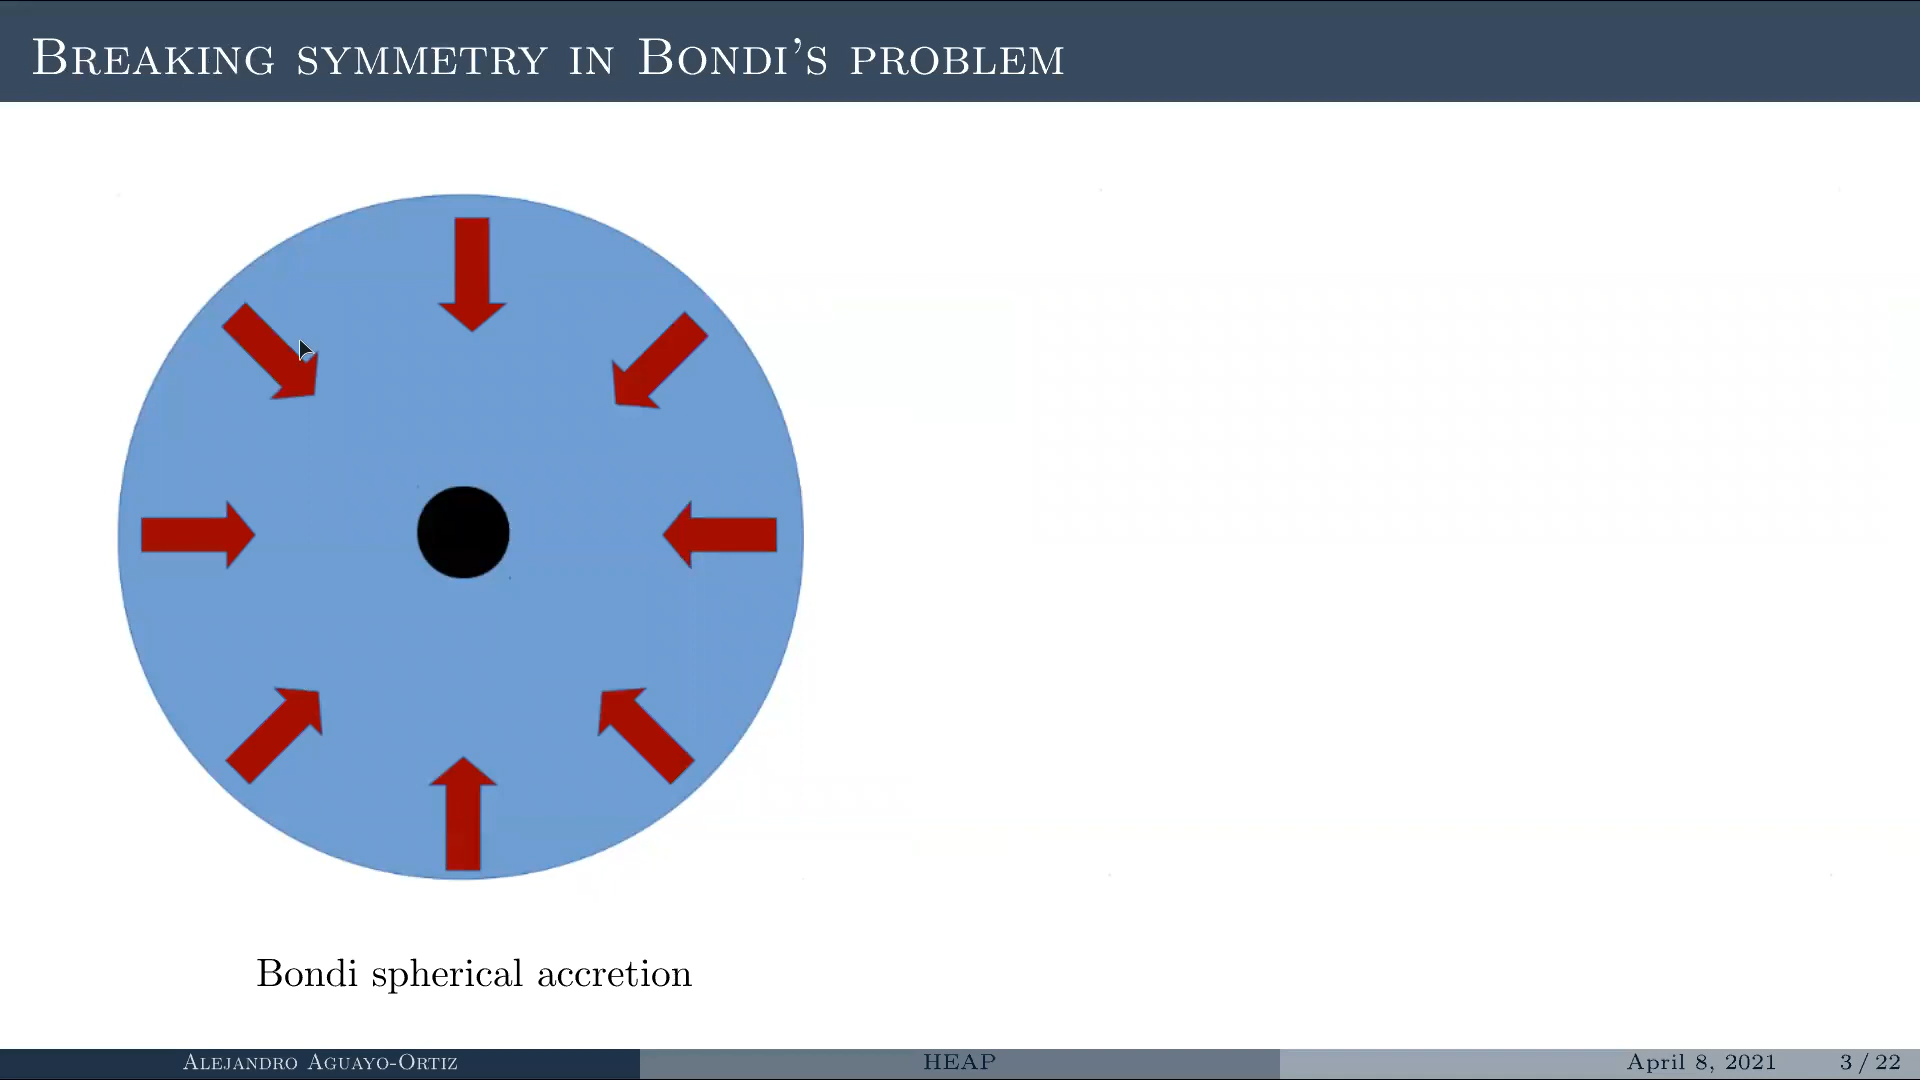 Breaking symmetry in Bondi's problem
Bondi spherical accretion
Alejandro Aguayo-Ortiz
HEAP
April 8, 2021
3 / 22